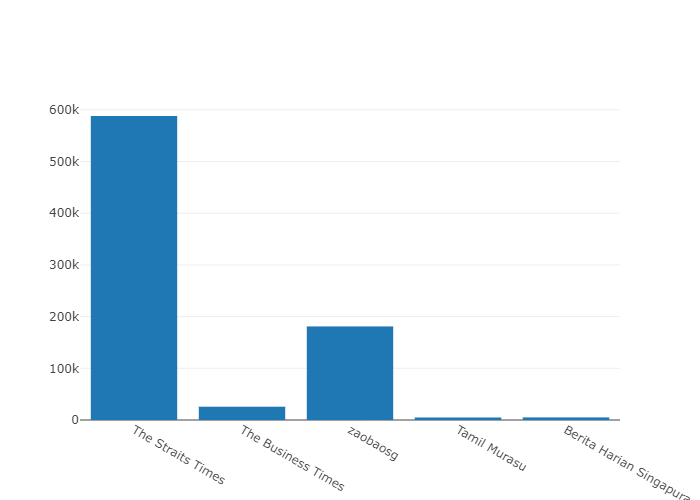 600k
500k
400k
300k
200k
100k
0
The Straits Times
The Business Times
zaobaosg
Tamil Murasu
Berita Harian Singapura